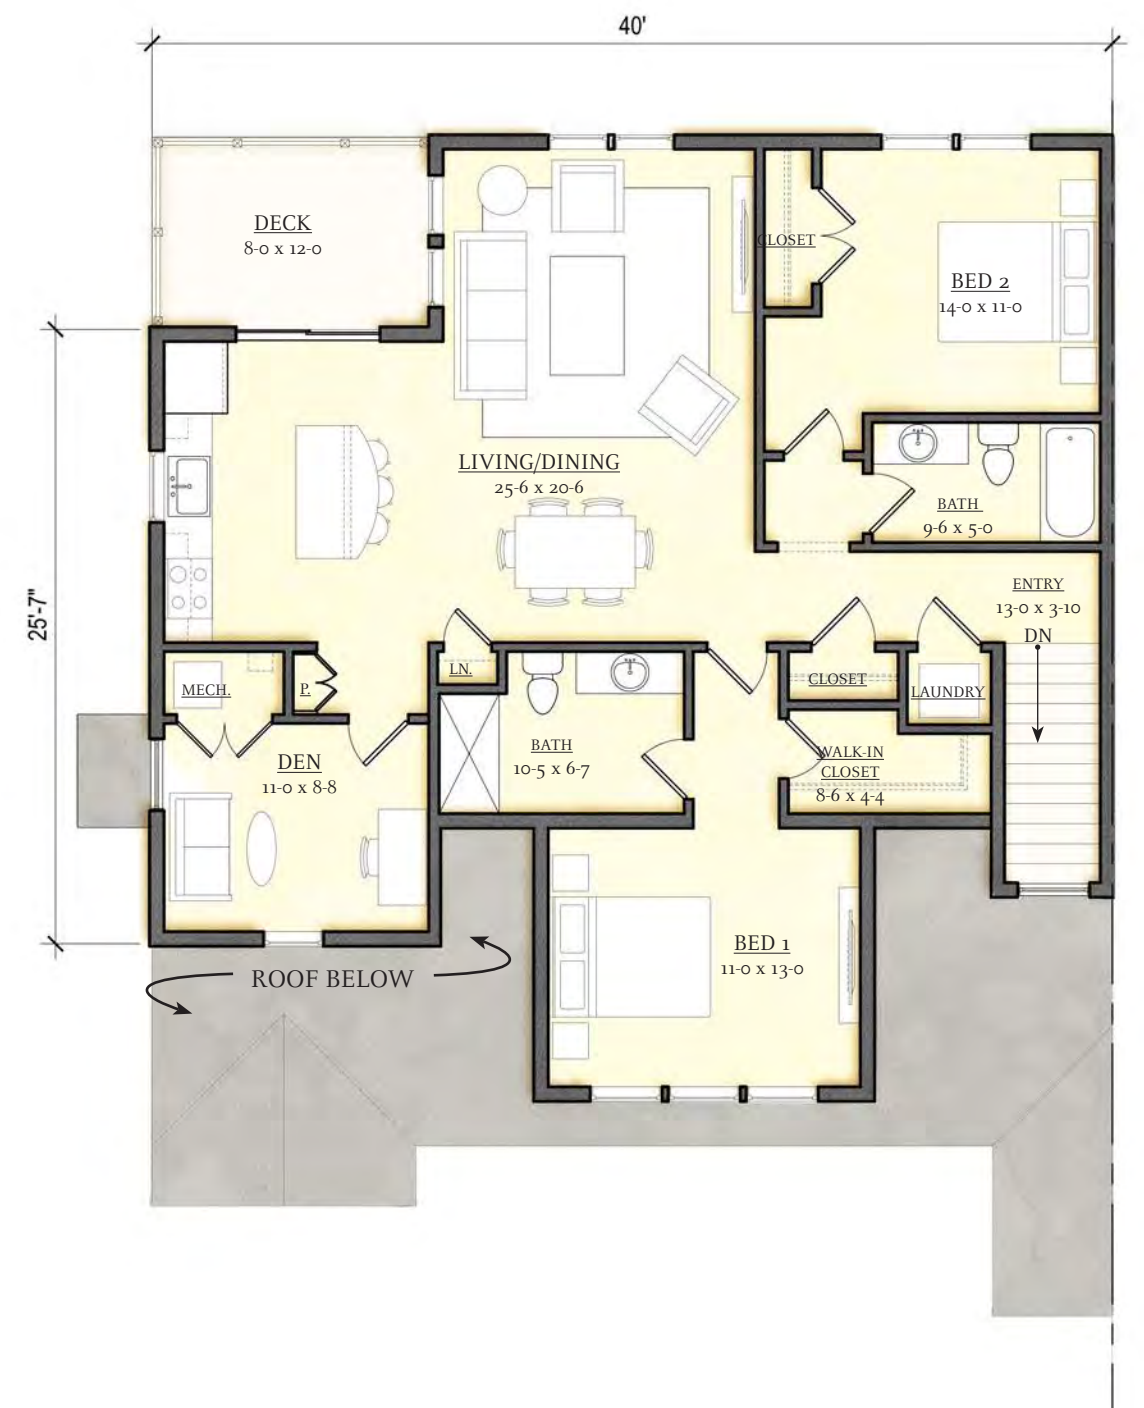 40'
DECK
8-0 x 12-0
CLOSET
BED 2
14-0 x 11-0
LIVING/DINING
25-6 x 20-6
BATH
9-6 x 5-0
ENTRY
13-0 x 3-10
DN
25'-7"
LN.
CLOSET
MECH.
P.
LAUNDRY
BATH
10-5 x 6-7
WALK-IN
CLOSET
8-6 x 4-4
DEN
11-0 x 8-8
BED 1
11-0 x 13-0
ROOF BELOW